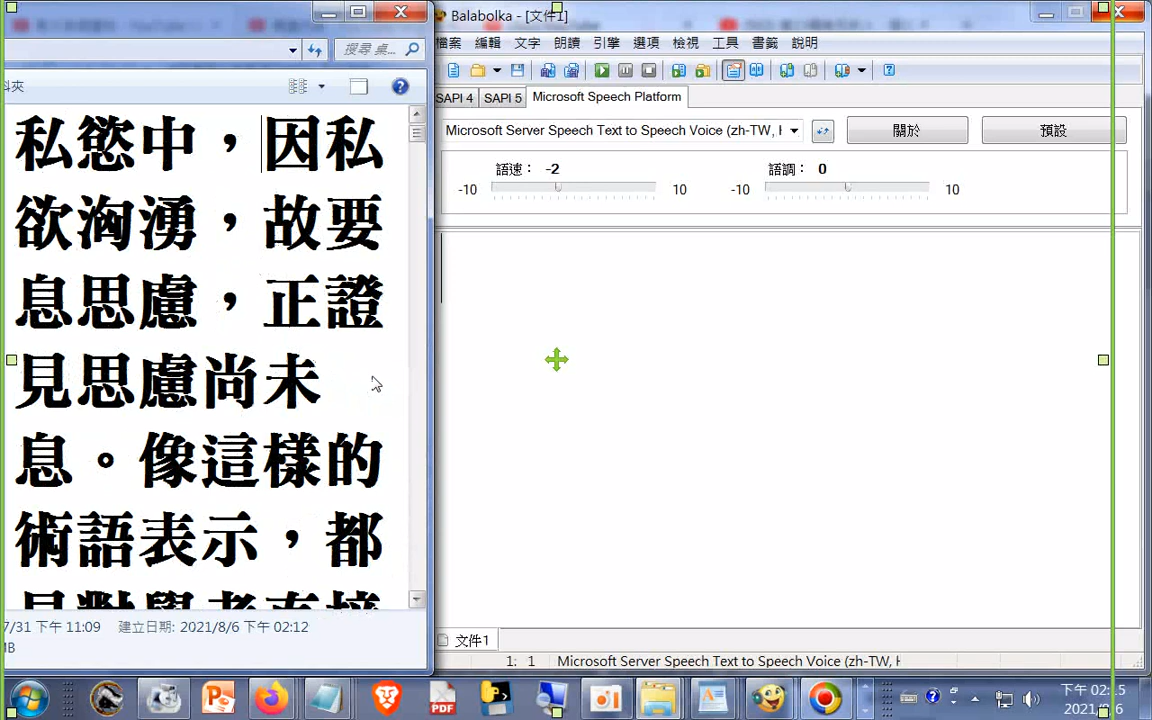 Balabolka - [文件1]
檔案 編輯 文字 朗讀 引擎 選項 檢視 工具 書籤 說明
搜尋 桌...
夾
SAPI 4 SAPI 5 Microsoft Speech Platform
Microsoft Server Speech Text to Speech Voice (zh-TW, 關於 預設
語速： -2 語調： 0
-10 10 -10 10
私慾中，因私
欲洶湧，故要
息思慮，正證
見思慮尚未
息。像這樣的
術語表示，都
7/31 下午 11:09 建立日期: 2021/8/6 下午 02:12
MB
文件1
1: 1 Microsoft Server Speech Text to Speech Voice (zh-TW,
PDF
下午 02:15
2021/8/6